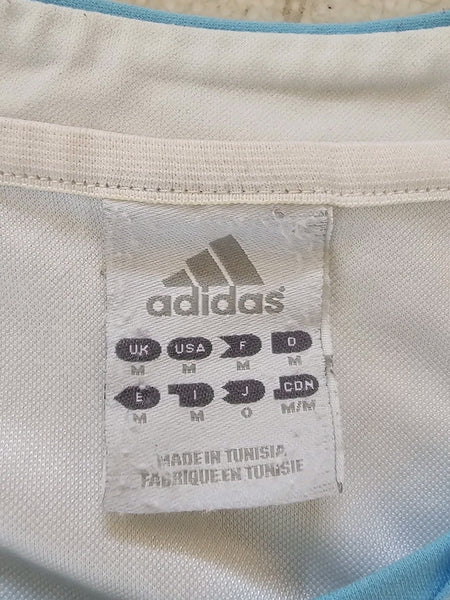 adidas
UK USA F D
M M M M
E I J CDN
M M O M/M
MADE IN TUNISIA
FABRIQUE EN TUNISIE